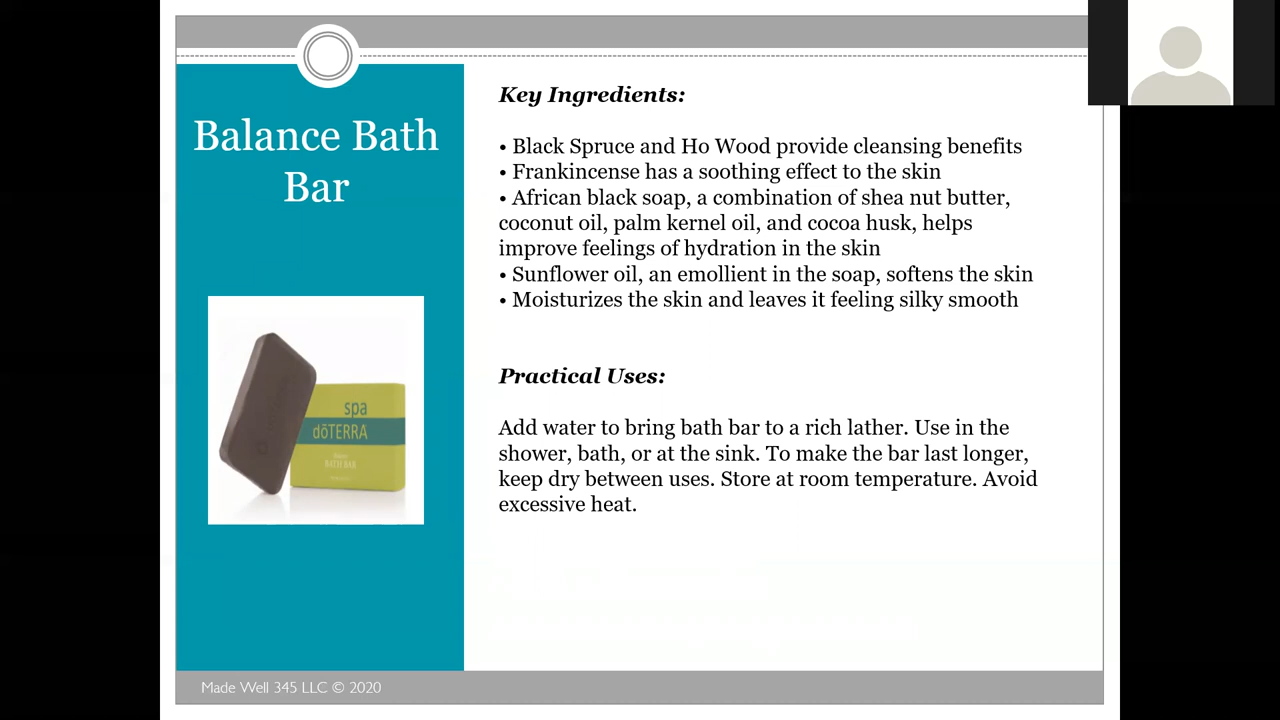 Balance Bath
Bar
Key Ingredients:
• Black Spruce and Ho Wood provide cleansing benefits
• Frankincense has a soothing effect to the skin
• African black soap, a combination of shea nut butter,
coconut oil, palm kernel oil, and cocoa husk, helps
improve feelings of hydration in the skin
• Sunflower oil, an emollient in the soap, softens the skin
• Moisturizes the skin and leaves it feeling silky smooth
Practical Uses:
Add water to bring bath bar to a rich lather. Use in the
shower, bath, or at the sink. To make the bar last longer,
keep dry between uses. Store at room temperature. Avoid
excessive heat.
spa
dōTERRA
BATH BAR
Made Well 345 LLC © 2020